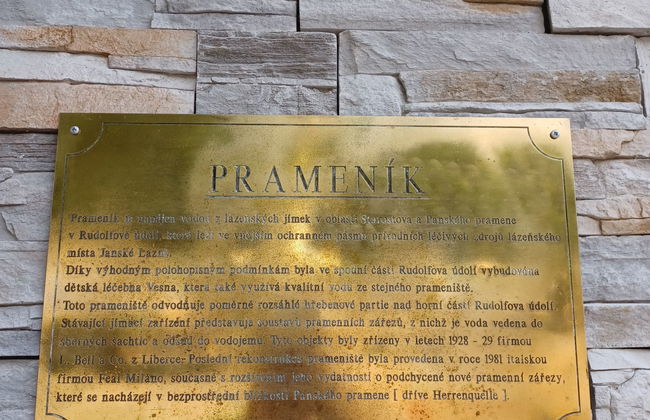 PRAMENÍK
Prameník je napájen vodou z lázeňských jímek v oblasti Starostova a Panského pramene
v Rudolfově údolí, které leží ve vnějším ochranném pásmu přírodních léčivých zdrojů lázeňského
místa Janské Lázně.
Díky výhodným polohopisným podmínkám byla ve spodní části Rudolfova údolí vybudována
dětská léčebna Vesna, která také využívá kvalitní vodu ze stejného prameniště.
Toto prameniště odvodňuje poměrně rozsáhlé hřebenové partie nad horní částí Rudolfova údolí.
Stávající jímací zařízení představuje soustavu pramenních zářezů, z nichž je voda vedena do
sběrných šachtic a odsud do vodojemu. Tyto objekty byly zřízeny v letech 1928 - 29 firmou
L. Bell a Co. z Liberce. Poslední rekonstrukce prameniště byla provedena v roce 1981 italskou
firmou Feal Milano, současně s rozšířením jeho vydatnosti o podchycené nové pramenní zářezy,
které se nacházejí v bezprostřední blízkosti Panského pramene [ dříve Herrenquelle ].